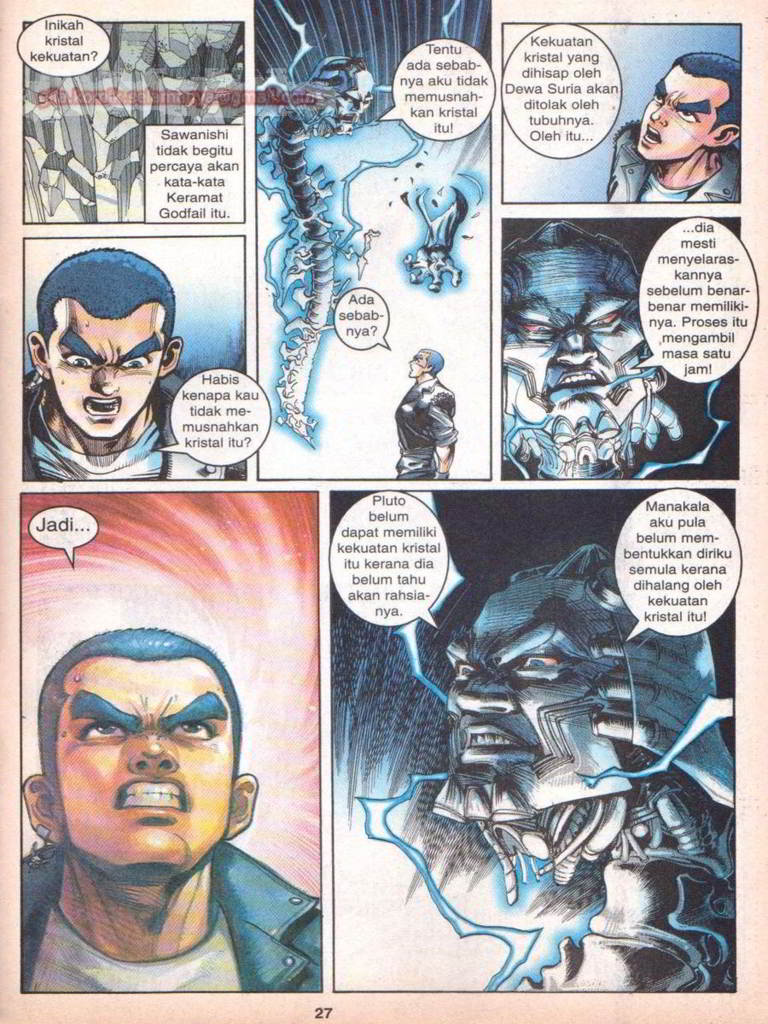 Inikah
kristal
kekuatan?
Sawanishi
tidak begitu
percaya akan
kata-kata
Keramat
Godfail itu.
Habis
kenapa kau
tidak me-
musnahkan
kristal itu?
Tentu
ada sebab-
nya aku tidak
memusnah-
kan kristal
itu!
Ada
sebab-
nya?
Kekuatan
kristal yang
dihisap oleh
Dewa Suria akan
ditolak oleh
tubuhnya.
Oleh itu...
...dia
mesti
menyelaras-
kannya
sebelum benar-
benar memiliki-
nya. Proses itu
mengambil
masa satu
jam!
Jadi...
Pluto
belum
dapat memiliki
kekuatan kristal
itu kerana dia
belum tahu
akan rahsia-
nya.
Manakala
aku pula
belum mem-
bentukkan diriku
semula kerana
dihalang oleh
kekuatan
kristal itu!
27